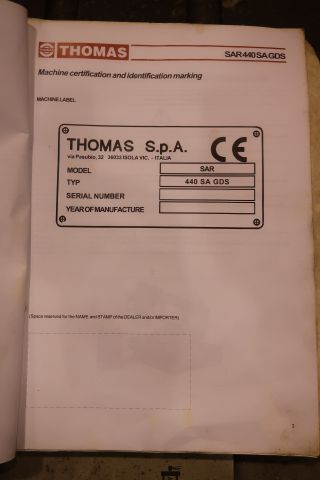 THOMAS
SAR 440 SA GDS
Machine certification and identification marking
MACHINE LABEL
THOMAS S.p.A. CE
via Pasubio, 32 36033 ISOLA VIC. - ITALIA
MODEL SAR
TYP 440 SA GDS
SERIAL NUMBER
YEAR OF MANUFACTURE
(Space reserved for the NAME and STAMP of the DEALER and/or IMPORTER)